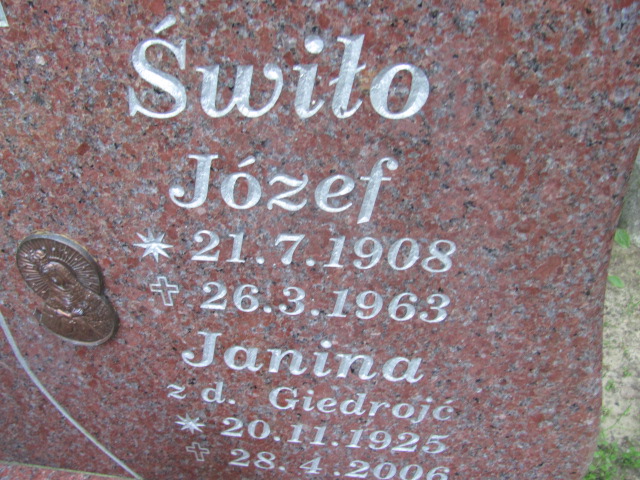 Świło
Józef
* 21.7.1908
✝ 26.3.1963
Janina
z d. Giedrojć
* 20.11.1925
✝ 28.4.2006